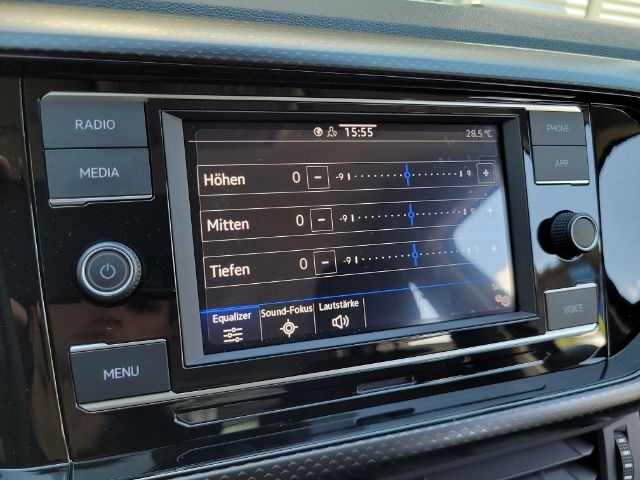 RADIO
MEDIA
MENU
15:55
28.5 °C
Höhen 0 - -9 9 +
Mitten 0 - -9 9 +
Tiefen 0 - -9 9 +
Equalizer Sound-Fokus Lautstärke
PHONE
APP
VOICE